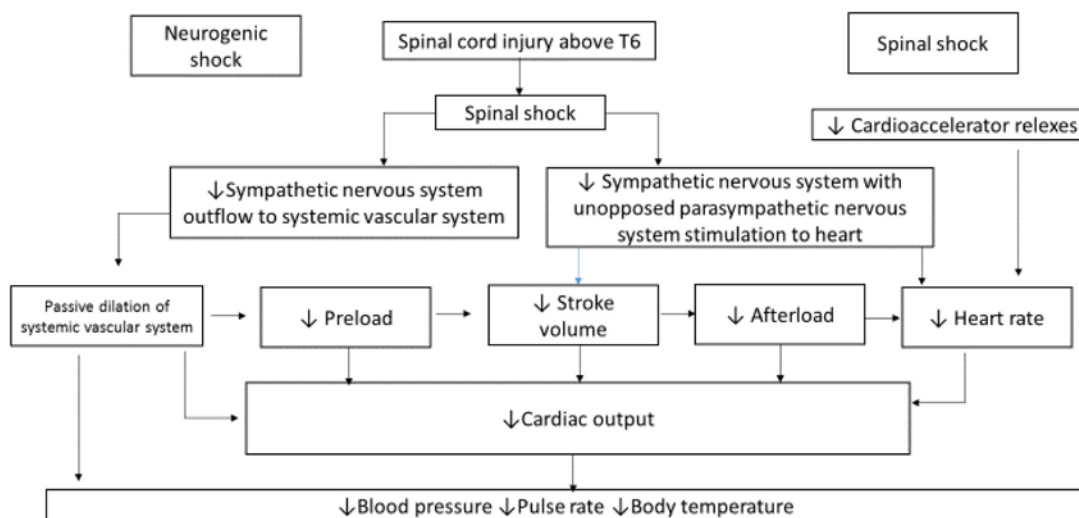 Neurogenic
shock
Spinal cord injury above T6
Spinal shock
Spinal shock
↓ Cardioaccelerator relexes
↓Sympathetic nervous system
outflow to systemic vascular system
↓ Sympathetic nervous system with
unopposed parasympathetic nervous
system stimulation to heart
Passive dilation of
systemic vascular system
↓ Preload
↓ Stroke
volume
↓ Afterload
↓ Heart rate
↓Cardiac output
↓Blood pressure ↓Pulse rate ↓Body temperature